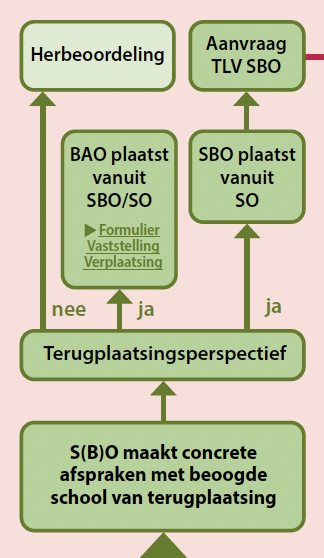 Herbeoordeling
Aanvraag
TLV SBO
BAO plaatst
vanuit
SBO/SO
▶ Formulier
Vaststelling
Verplaatsing
SBO plaatst
vanuit
SO
nee
ja
ja
Terugplaatsingsperspectief
S(B)O maakt concrete
afspraken met beoogde
school van terugplaatsing